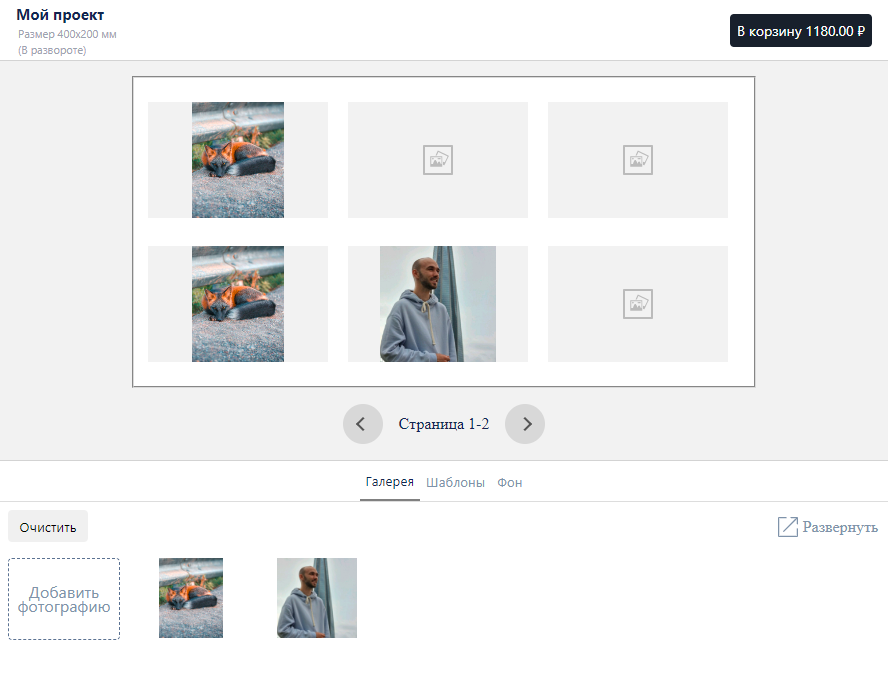 Мой проект
Размер 400x200 мм
(В развороте)
В корзину 1180.00 ₽
Страница 1-2
Галерея
Шаблоны
Фон
Очистить
Развернуть
Добавить
фотографию